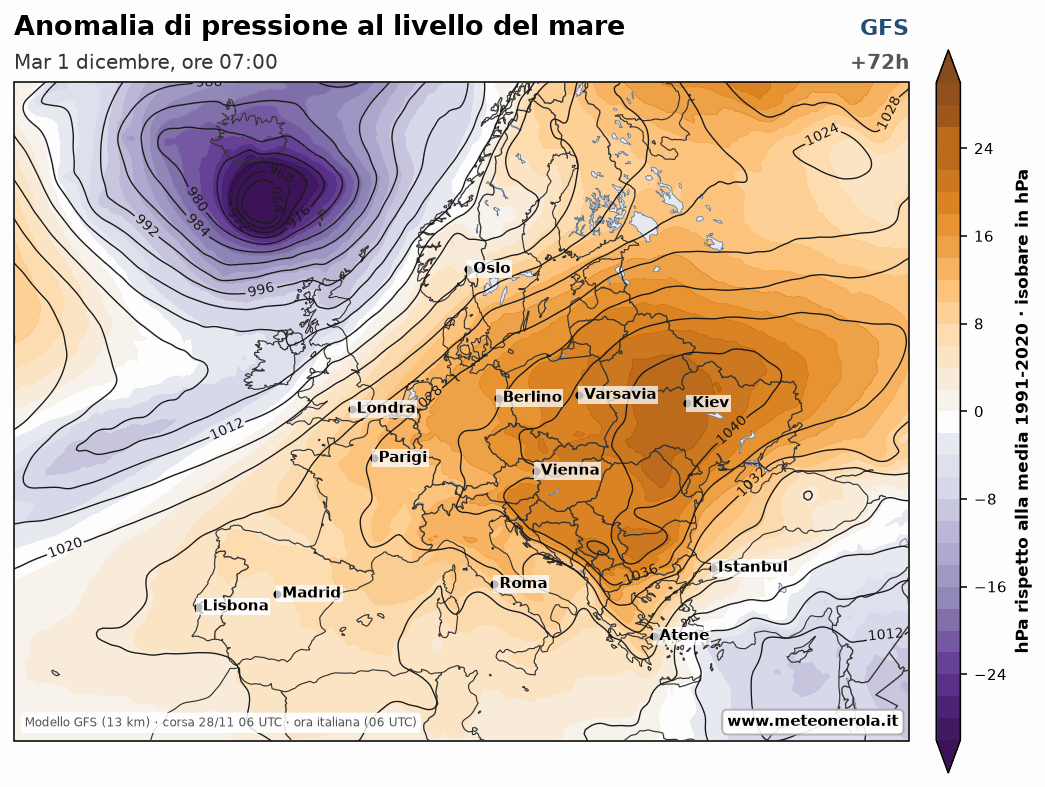 Anomalia di pressione al livello del mare
GFS
Mar 1 dicembre, ore 07:00
+72h
1028
1024
968
976
980
984
992
996
1012
1028
1040
1032
1036
1020
1012
Oslo
Londra
Berlino
Varsavia
Kiev
Parigi
Vienna
Istanbul
Roma
Madrid
Lisbona
Atene
Modello GFS (13 km) · corsa 28/11 06 UTC · ora italiana (06 UTC)
www.meteonerola.it
24
16
8
0
−8
−16
−24
hPa rispetto alla media 1991-2020 · isobare in hPa